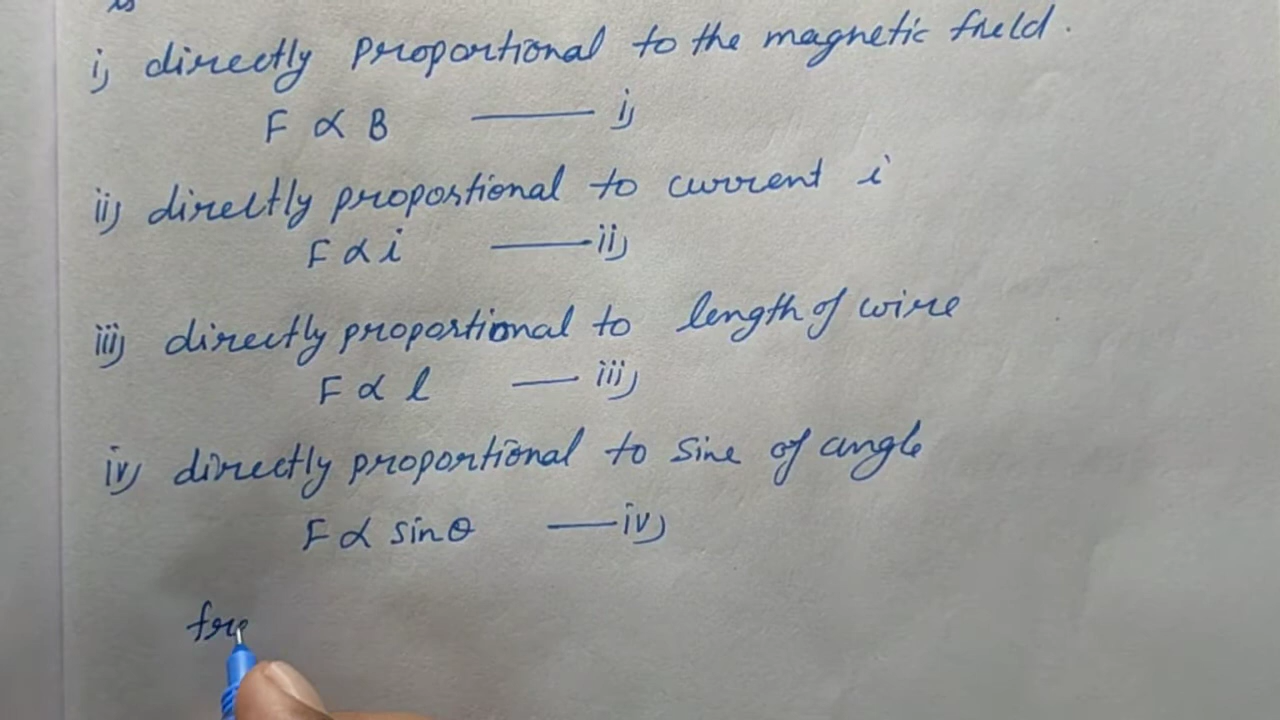 is
i) directly proportional to the magnetic field.
F ∝ B —— i)
ii) directly proportional to current i
F ∝ i —— ii)
iii) directly proportional to length of wire
F ∝ l — iii)
iv) directly proportional to sine of angle
F ∝ sinθ — iv)